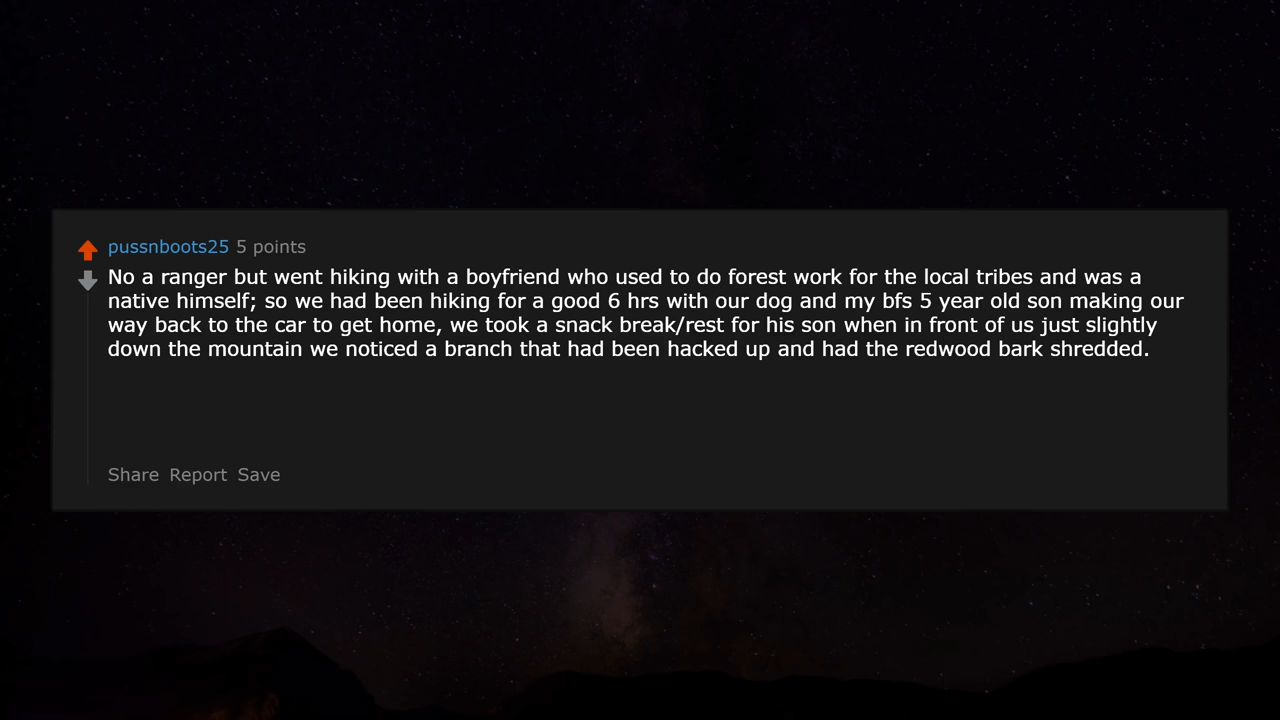 pussnboots25 5 points
No a ranger but went hiking with a boyfriend who used to do forest work for the local tribes and was a
native himself; so we had been hiking for a good 6 hrs with our dog and my bfs 5 year old son making our
way back to the car to get home, we took a snack break/rest for his son when in front of us just slightly
down the mountain we noticed a branch that had been hacked up and had the redwood bark shredded.
Share Report Save